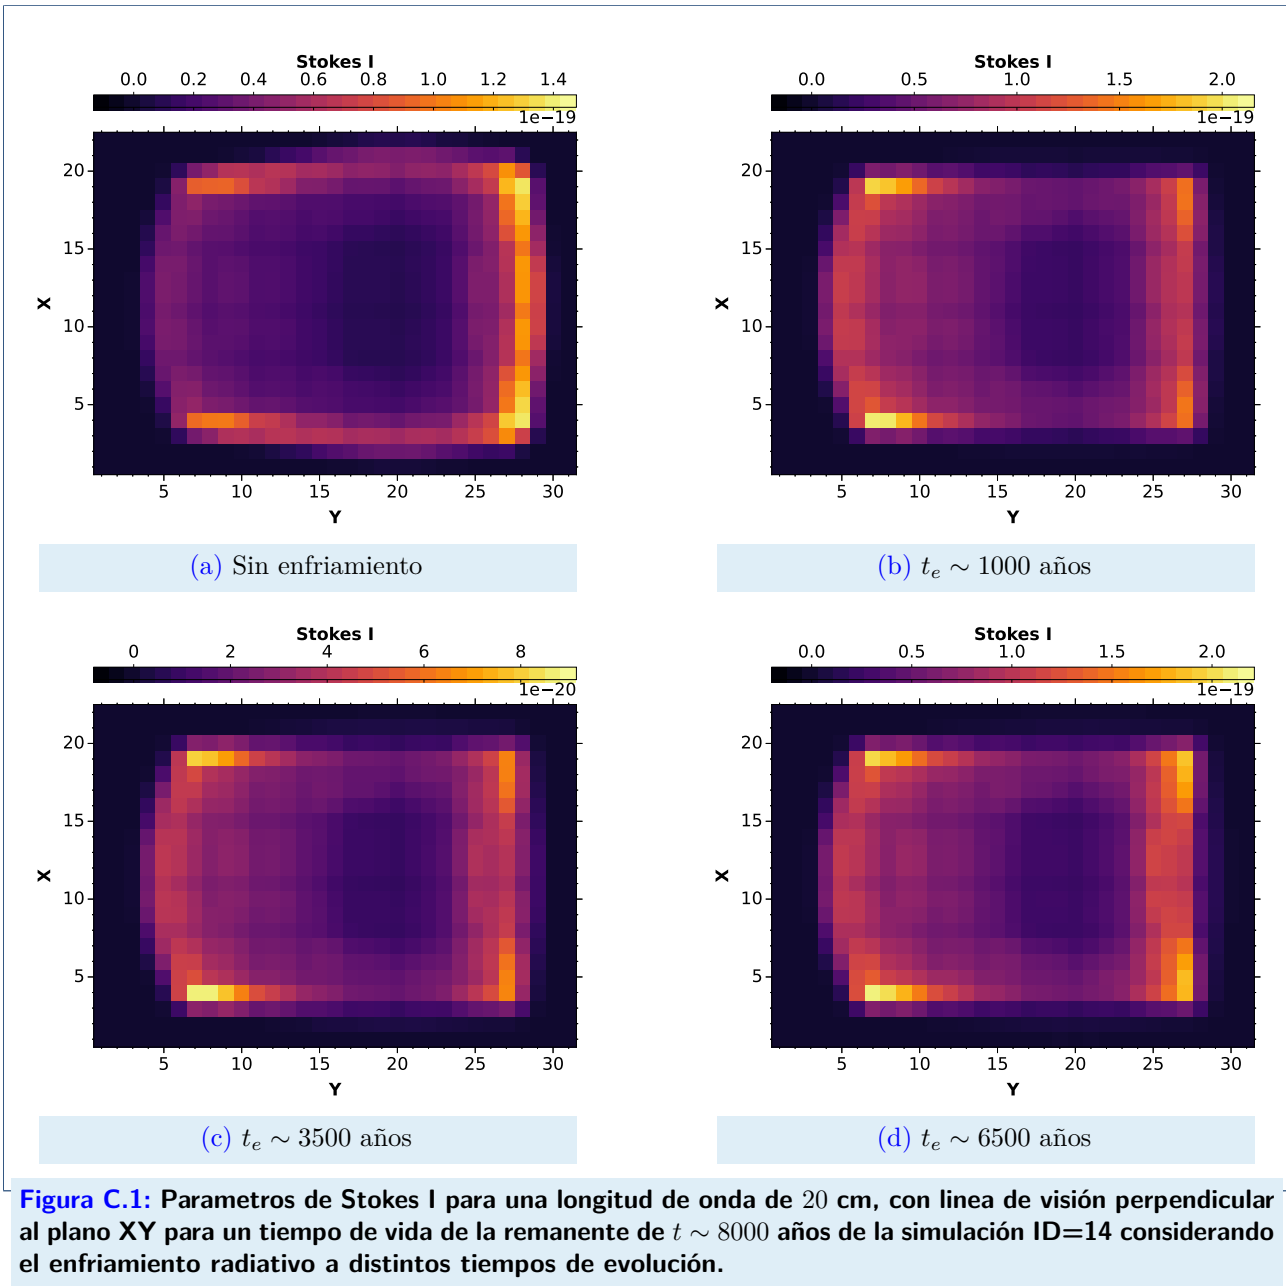 Stokes I
0.0 0.2 0.4 0.6 0.8 1.0 1.2 1.4
1e−19
20
15
10
5
X
5 10 15 20 25 30
Y
(a) Sin enfriamiento
Stokes I
0.0 0.5 1.0 1.5 2.0
1e−19
20
15
10
5
X
5 10 15 20 25 30
Y
(b) t_e ∼ 1000 años
Stokes I
0 2 4 6 8
1e−20
20
15
10
5
X
5 10 15 20 25 30
Y
(c) t_e ∼ 3500 años
Stokes I
0.0 0.5 1.0 1.5 2.0
1e−19
20
15
10
5
X
5 10 15 20 25 30
Y
(d) t_e ∼ 6500 años
Figura C.1: Parametros de Stokes I para una longitud de onda de 20 cm, con linea de visión perpendicular
al plano XY para un tiempo de vida de la remanente de t ∼ 8000 años de la simulación ID=14 considerando
el enfriamiento radiativo a distintos tiempos de evolución.